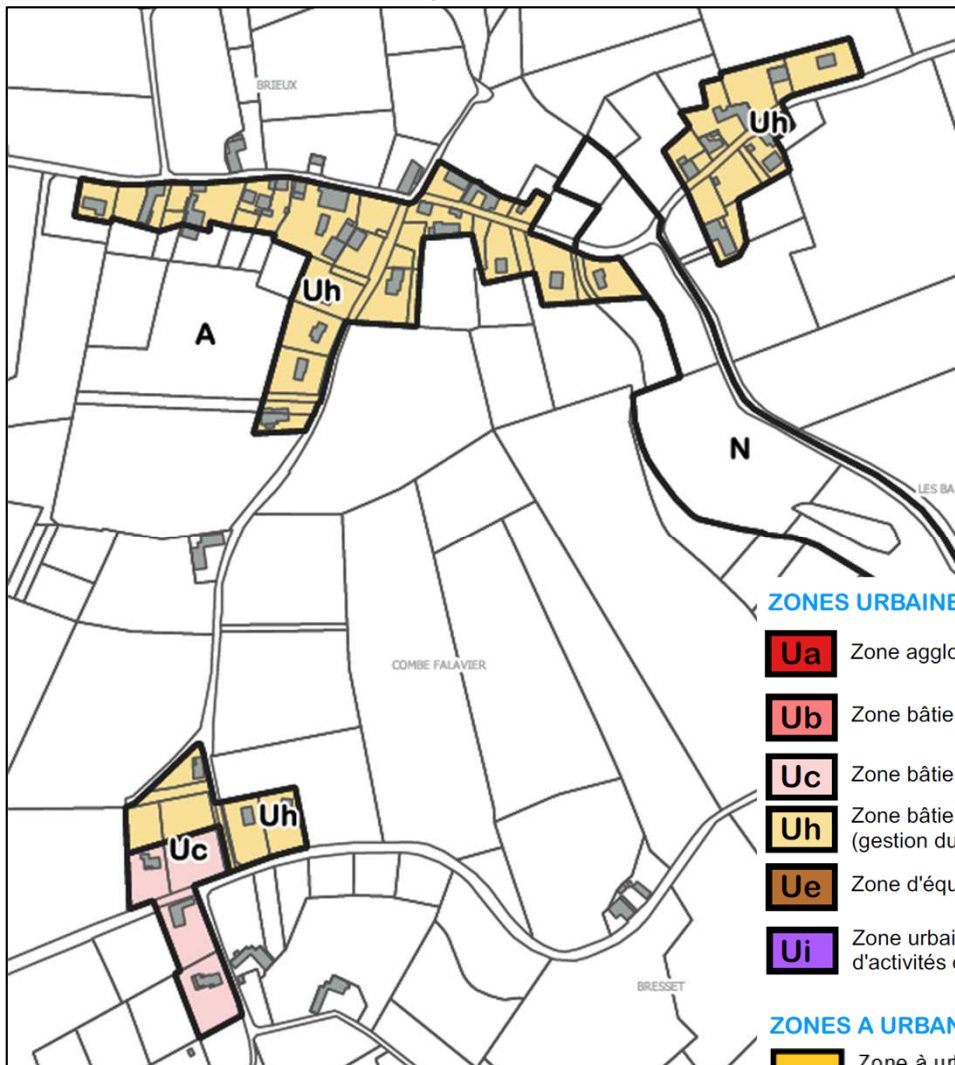 BRIEUX
Uh
Uh
A
N
LES BA
COMBE FALAVIER
Uh
Uc
BRESSET
ZONES URBAINE
Ua Zone agglo
Ub Zone bâtie
Uc Zone bâtie
Uh Zone bâtie
(gestion du
Ue Zone d'équ
Ui Zone urbai
d'activités e
ZONES A URBAN
Zone à urb